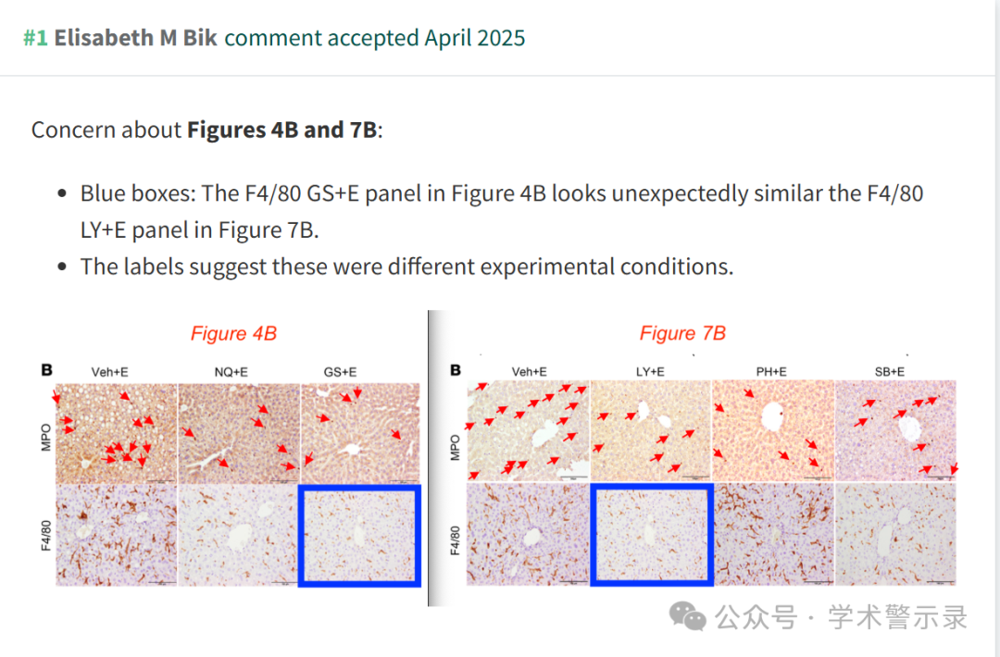 #1 Elisabeth M Bik comment accepted April 2025
Concern about Figures 4B and 7B:
• Blue boxes: The F4/80 GS+E panel in Figure 4B looks unexpectedly similar the F4/80
LY+E panel in Figure 7B.
• The labels suggest these were different experimental conditions.
Figure 4B
B Veh+E NQ+E GS+E
MPO
F4/80
Figure 7B
B Veh+E LY+E PH+E SB+E
MPO
F4/80
公众号 · 学术警示录